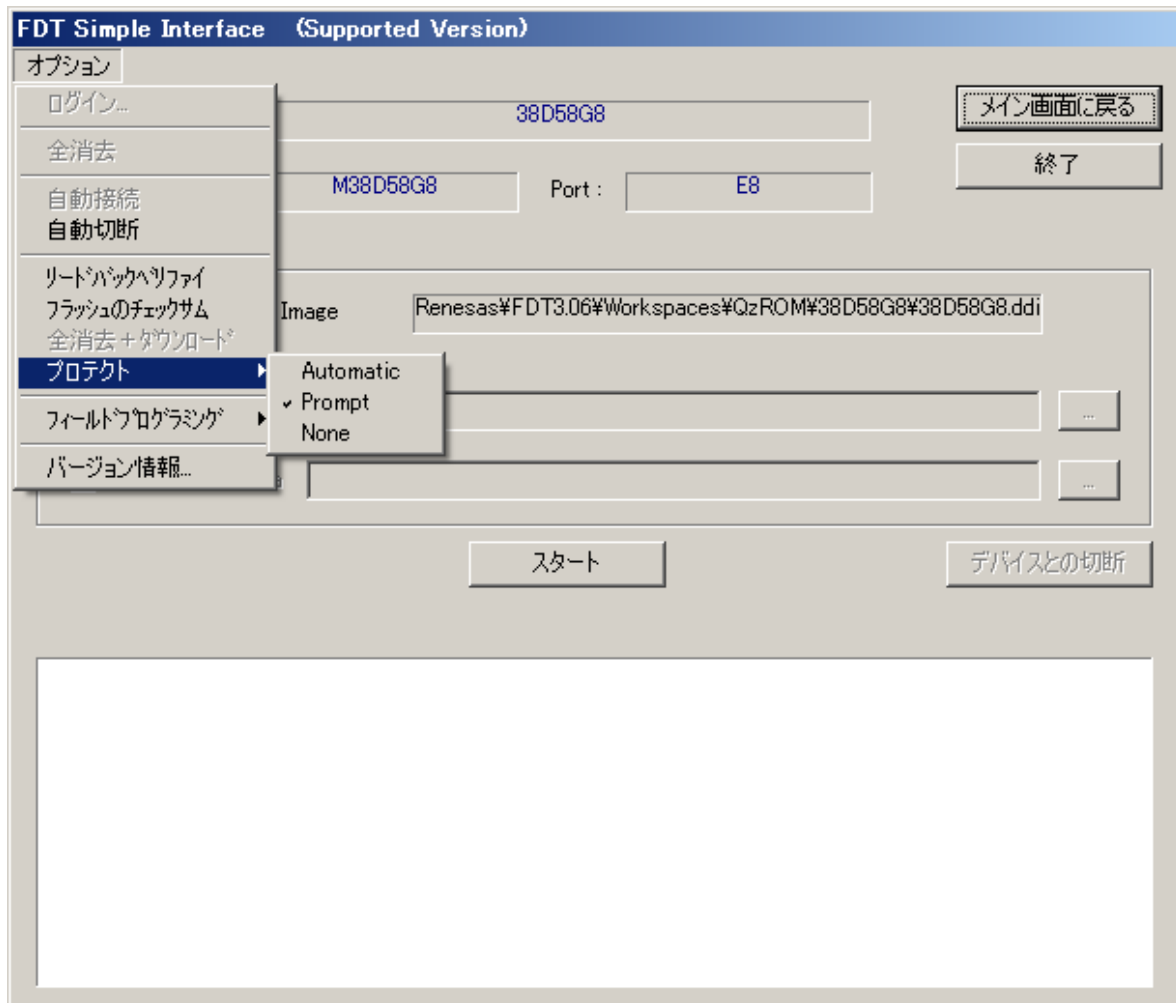 FDT Simple Interface (Supported Version)
オプション
ログイン...
全消去
自動接続
自動切断
リードバックベリファイ
フラッシュのチェックサム
全消去+ダウンロード
プロテクト
フィールドプログラミング
バージョン情報...
Automatic
Prompt
None
38D58G8
M38D58G8
Port :
E8
メイン画面に戻る
終了
Image
Renesas¥FDT3.06¥Workspaces¥QzROM¥38D58G8¥38D58G8.ddi
...
...
スタート
デバイスとの切断